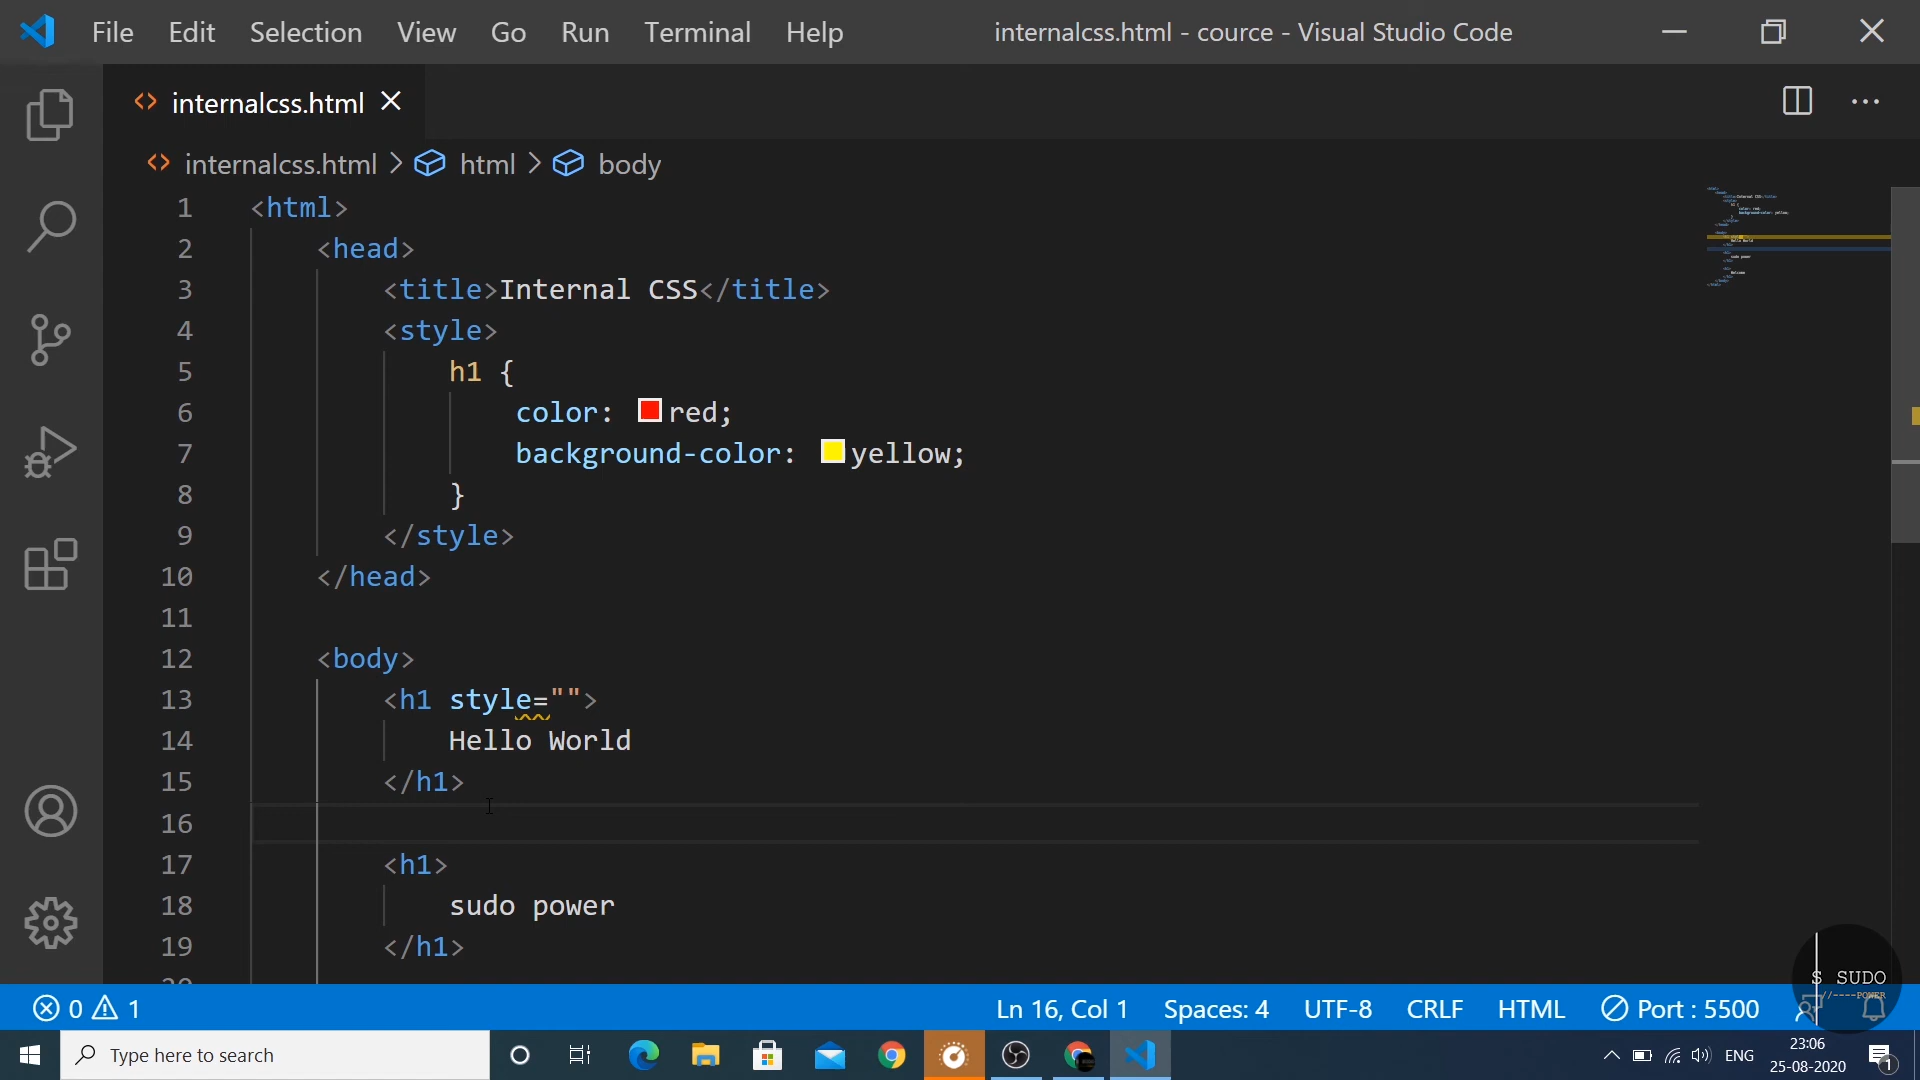 File Edit Selection View Go Run Terminal Help internalcss.html - cource - Visual Studio Code
internalcss.html
internalcss.html > html > body
1 <html>
2 <head>
3 <title>Internal CSS</title>
4 <style>
5 h1 {
6 color: red;
7 background-color: yellow;
8 }
9 </style>
10 </head>
11
12 <body>
13 <h1 style="">
14 Hello World
15 </h1>
16
17 <h1>
18 sudo power
19 </h1>
S SUDO
//----POWER
0 1 Ln 16, Col 1 Spaces: 4 UTF-8 CRLF HTML Port : 5500
Type here to search ENG 23:06
25-08-2020
1